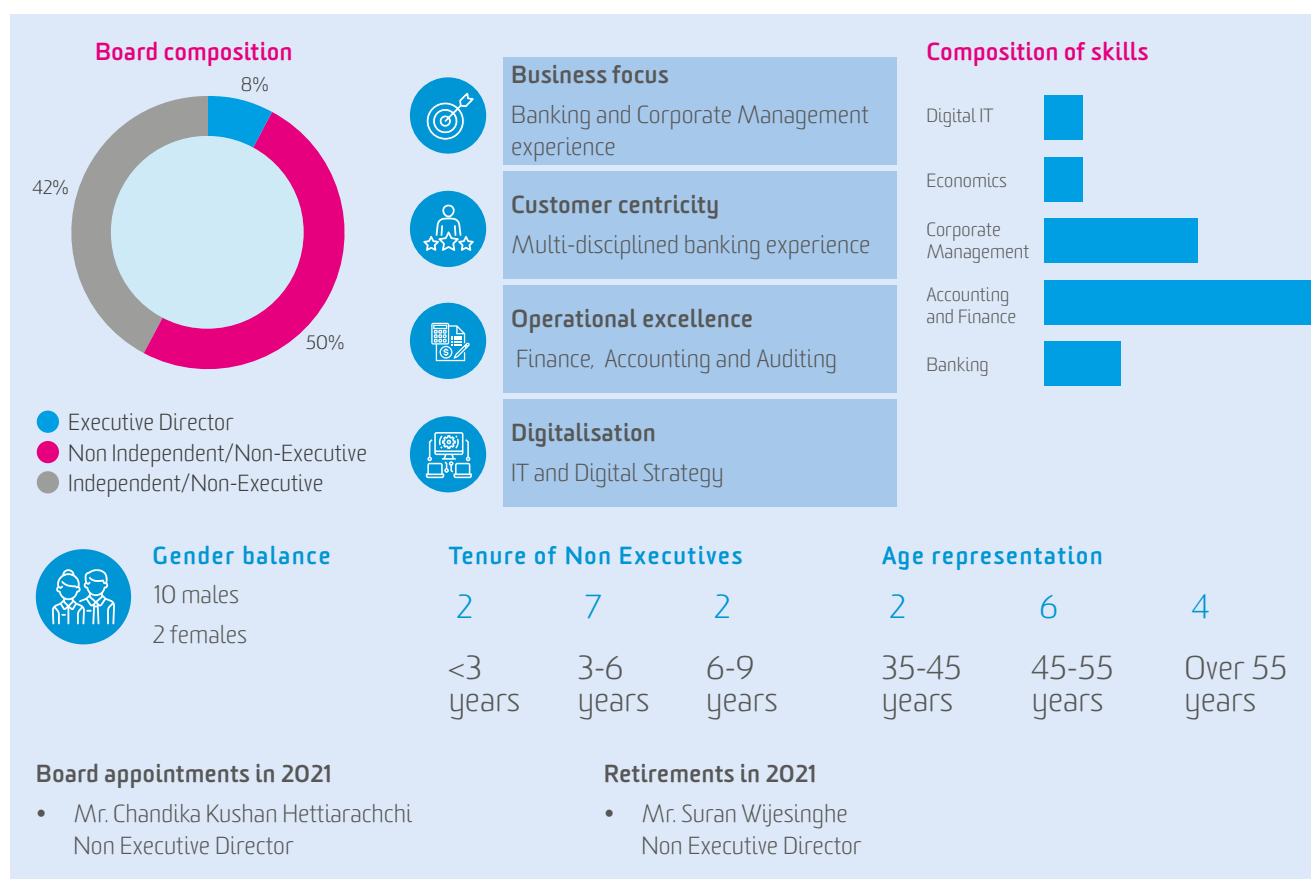 Board composition
8%
42%
50%
Executive Director
Non Independent/Non-Executive
Independent/Non-Executive
Business focus
Banking and Corporate Management
experience
Customer centricity
Multi-disciplined banking experience
Operational excellence
Finance, Accounting and Auditing
Digitalisation
IT and Digital Strategy
Composition of skills
Digital IT
Economics
Corporate
Management
Accounting
and Finance
Banking
Gender balance
10 males
2 females
Tenure of Non Executives
2 7 2
<3 3-6 6-9
years years years
Age representation
2 6 4
35-45 45-55 Over 55
years years years
Board appointments in 2021
• Mr. Chandika Kushan Hettiarachchi
Non Executive Director
Retirements in 2021
• Mr. Suran Wijesinghe
Non Executive Director